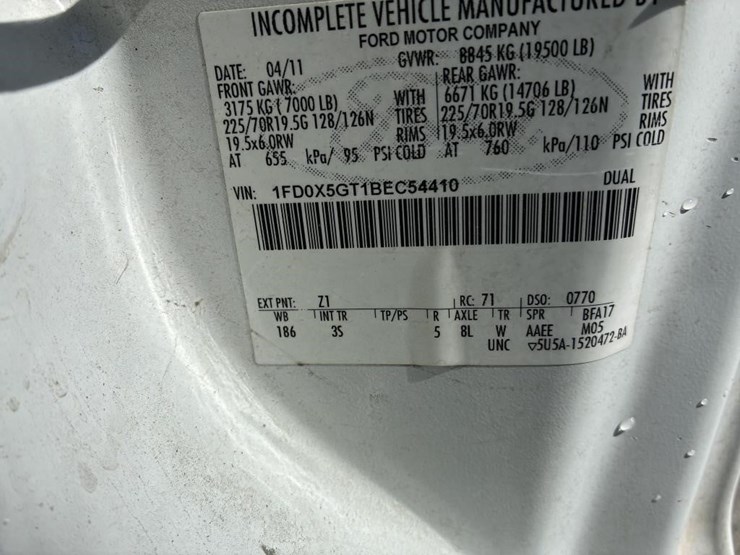 INCOMPLETE VEHICLE MANUFACTURED BY
FORD MOTOR COMPANY
DATE: 04/11 GVWR: 8845 KG (19500 LB)
FRONT GAWR: REAR GAWR:
3175 KG (7000 LB) WITH 6671 KG (14706 LB) WITH
225/70R19.5G 128/126N TIRES 225/70R19.5G 128/126N TIRES
19.5x6.0RW RIMS 19.5x6.0RW RIMS
AT 655 kPa/ 95 PSI COLD AT 760 kPa/110 PSI COLD
VIN: 1FD0X5GT1BEC54410 DUAL
EXT PNT: Z1 RC: 71 DSO: 0770
WB INT TR TP/PS R AXLE TR SPR BFA17
186 3S 5 8L W AAEE M05
UNC ▽5U5A-1520472-BA